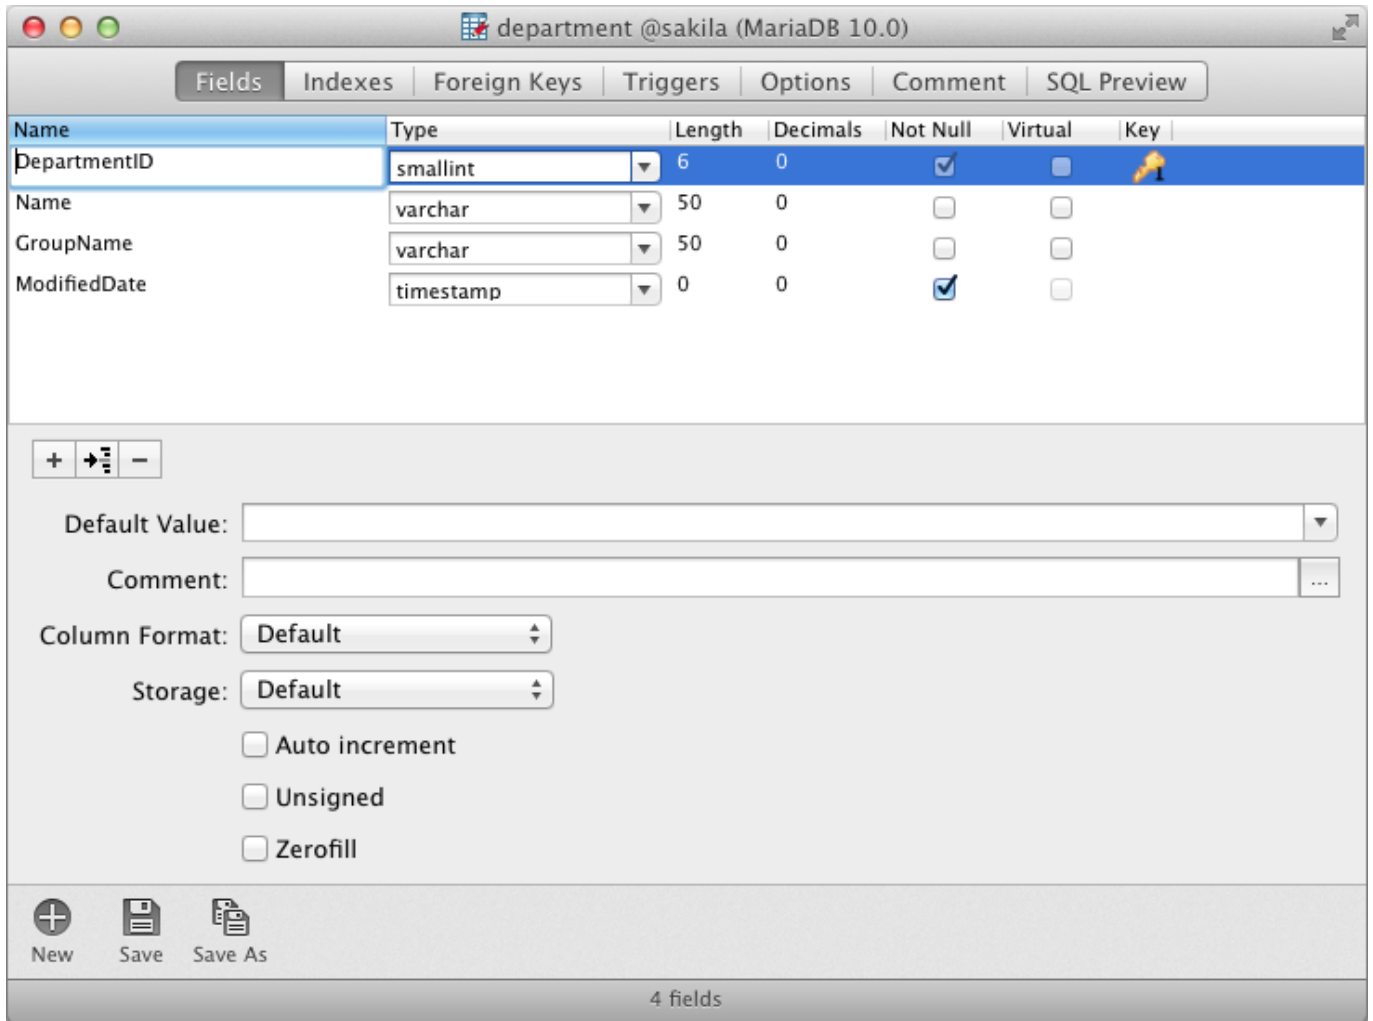 department @sakila (MariaDB 10.0)
Fields Indexes Foreign Keys Triggers Options Comment SQL Preview
Name Type Length Decimals Not Null Virtual Key
DepartmentID smallint 6 0 1
Name varchar 50 0
GroupName varchar 50 0
ModifiedDate timestamp 0 0
Default Value:
Comment: ...
Column Format: Default
Storage: Default
Auto increment
Unsigned
Zerofill
New Save Save As
4 fields